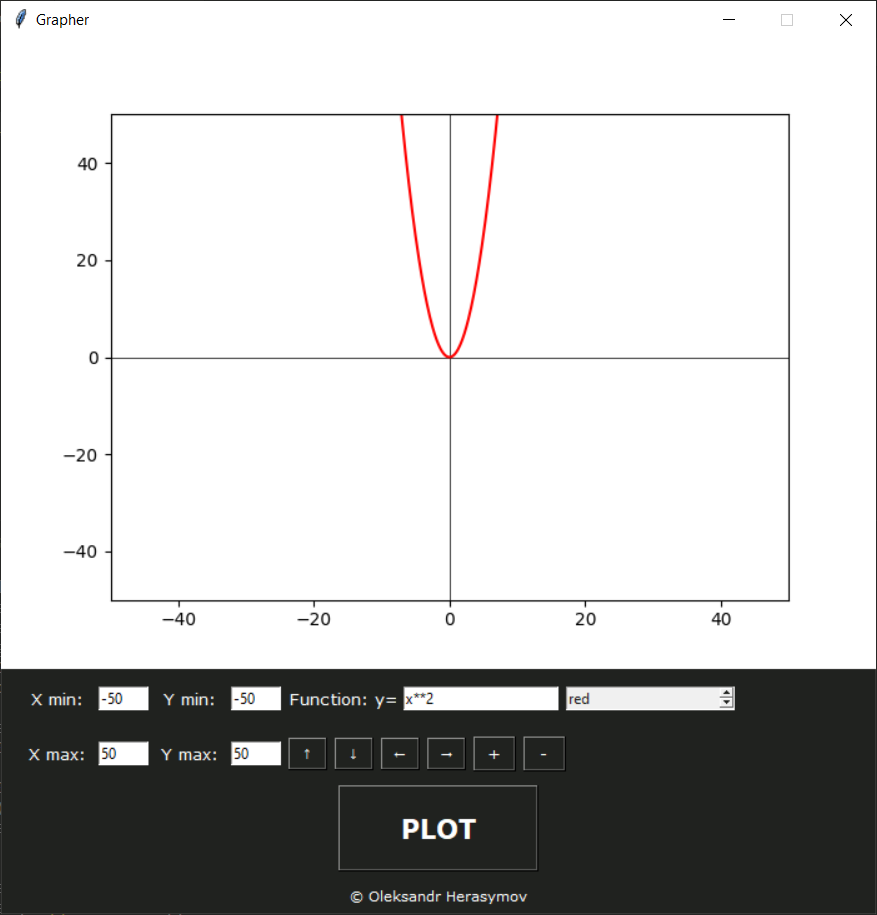 Grapher
40
20
0
−20
−40
−40 −20 0 20 40
X min: -50 Y min: -50 Function: y= x**2 red
X max: 50 Y max: 50 ↑ ↓ ← → + -
PLOT
© Oleksandr Herasymov